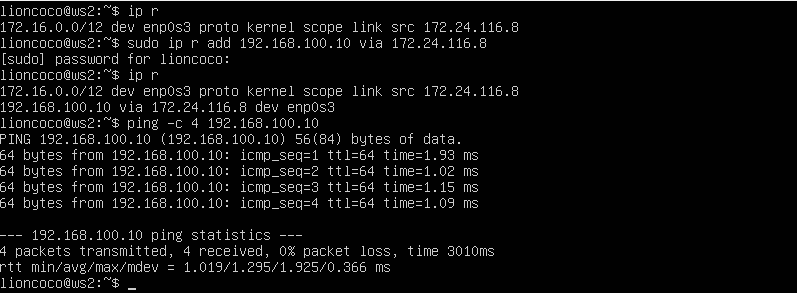 lioncoco@ws2:~$ ip r
172.16.0.0/12 dev enp0s3 proto kernel scope link src 172.24.116.8
lioncoco@ws2:~$ sudo ip r add 192.168.100.10 via 172.24.116.8
[sudo] password for lioncoco:
lioncoco@ws2:~$ ip r
172.16.0.0/12 dev enp0s3 proto kernel scope link src 172.24.116.8
192.168.100.10 via 172.24.116.8 dev enp0s3
lioncoco@ws2:~$ ping -c 4 192.168.100.10
PING 192.168.100.10 (192.168.100.10) 56(84) bytes of data.
64 bytes from 192.168.100.10: icmp_seq=1 ttl=64 time=1.93 ms
64 bytes from 192.168.100.10: icmp_seq=2 ttl=64 time=1.02 ms
64 bytes from 192.168.100.10: icmp_seq=3 ttl=64 time=1.15 ms
64 bytes from 192.168.100.10: icmp_seq=4 ttl=64 time=1.09 ms
--- 192.168.100.10 ping statistics ---
4 packets transmitted, 4 received, 0% packet loss, time 3010ms
rtt min/avg/max/mdev = 1.019/1.295/1.925/0.366 ms
lioncoco@ws2:~$ _